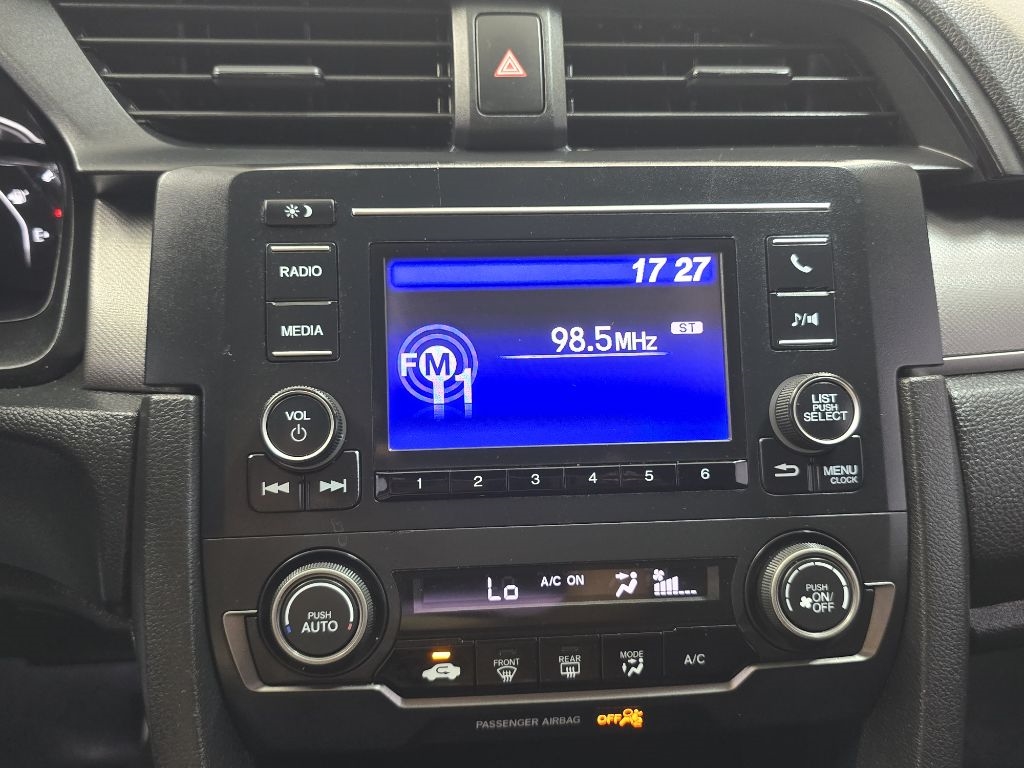 17 27
RADIO
MEDIA
98.5MHz
ST
FM
11
VOL
LIST
PUSH
SELECT
MENU
CLOCK
1 2 3 4 5 6
PUSH
AUTO
Lo
A/C ON
PUSH
ON/
OFF
FRONT
REAR
MODE
A/C
PASSENGER AIRBAG OFF